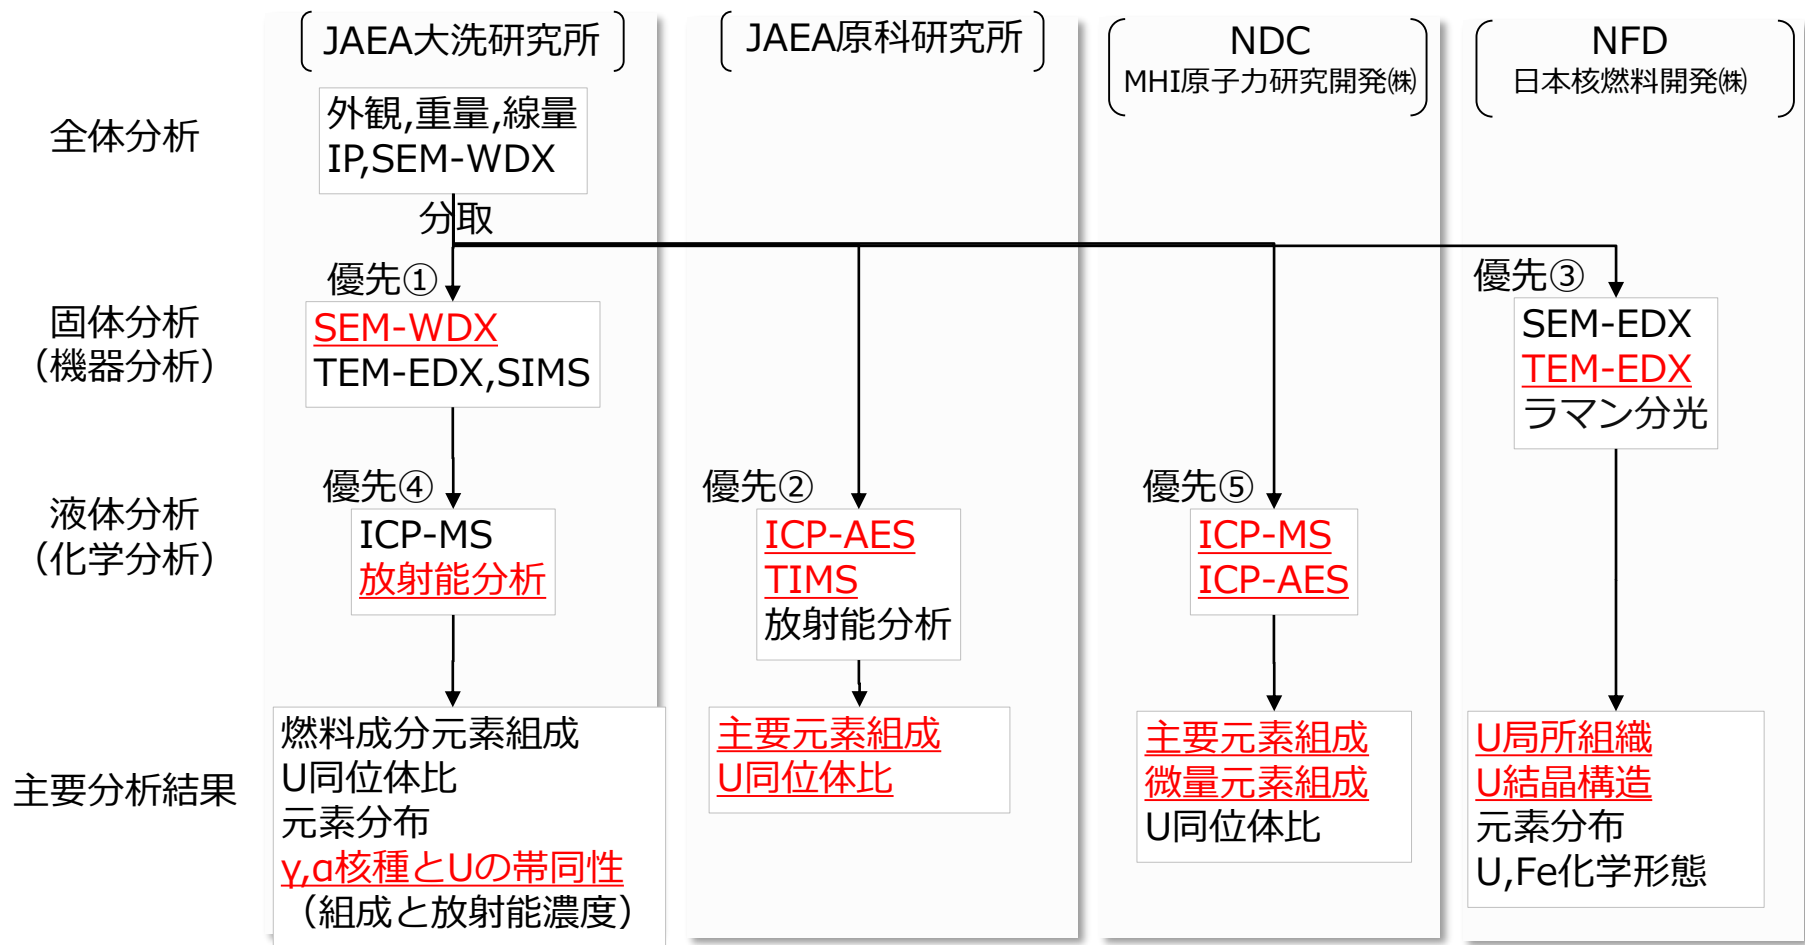 JAEA大洗研究所
JAEA原科研究所
NDC
MHI原子力研究開発㈱
NFD
日本核燃料開発㈱
全体分析
外観,重量,線量
IP,SEM-WDX
分取
固体分析
(機器分析)
優先①
SEM-WDX
TEM-EDX,SIMS
優先③
SEM-EDX
TEM-EDX
ラマン分光
液体分析
(化学分析)
優先④
ICP-MS
放射能分析
優先②
ICP-AES
TIMS
放射能分析
優先⑤
ICP-MS
ICP-AES
主要分析結果
燃料成分元素組成
U同位体比
元素分布
γ,α核種とUの帯同性
(組成と放射能濃度)
主要元素組成
U同位体比
主要元素組成
微量元素組成
U同位体比
U局所組織
U結晶構造
元素分布
U,Fe化学形態